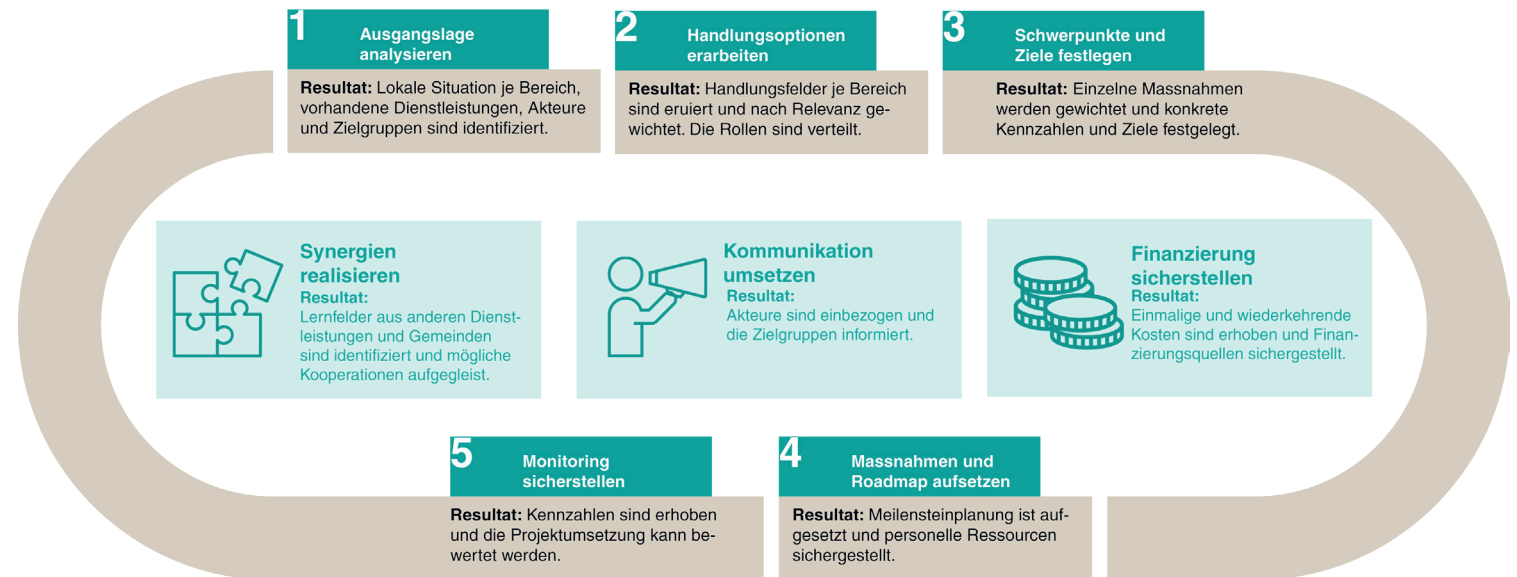 1
Ausgangslage
analysieren
Resultat: Lokale Situation je Bereich,
vorhandene Dienstleistungen, Akteure
und Zielgruppen sind identifiziert.
2
Handlungsoptionen
erarbeiten
Resultat: Handlungsfelder je Bereich
sind eruiert und nach Relevanz ge-
wichtet. Die Rollen sind verteilt.
3
Schwerpunkte und
Ziele festlegen
Resultat: Einzelne Massnahmen
werden gewichtet und konkrete
Kennzahlen und Ziele festgelegt.
Synergien
realisieren
Resultat:
Lernfelder aus anderen Dienst-
leistungen und Gemeinden
sind identifiziert und mögliche
Kooperationen aufgegleist.
Kommunikation
umsetzen
Resultat:
Akteure sind einbezogen und
die Zielgruppen informiert.
Finanzierung
sicherstellen
Resultat:
Einmalige und wiederkehrende
Kosten sind erhoben und Finan-
zierungsquellen sichergestellt.
4
Massnahmen und
Roadmap aufsetzen
Resultat: Meilensteinplanung ist auf-
gesetzt und personelle Ressourcen
sichergestellt.
5
Monitoring
sicherstellen
Resultat: Kennzahlen sind erhoben
und die Projektumsetzung kann be-
wertet werden.